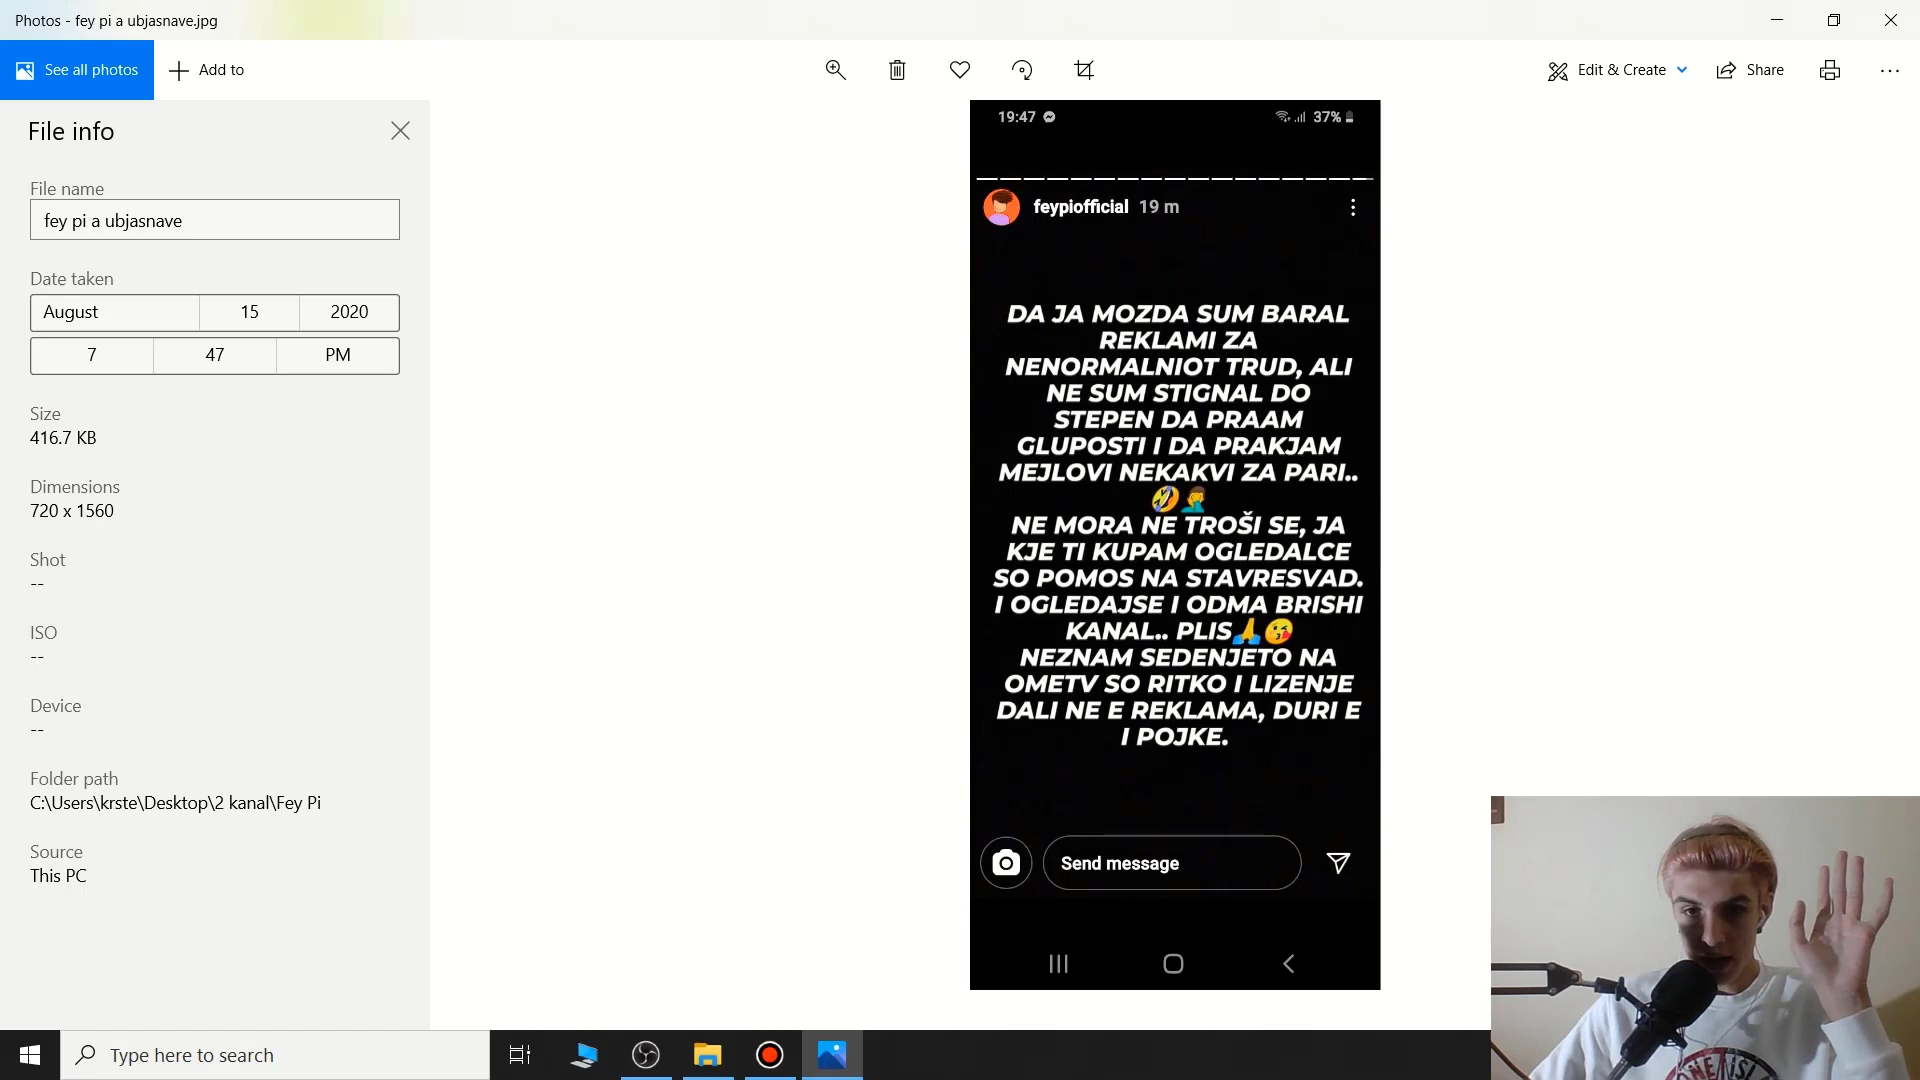 Photos - fey pi a ubjasnave.jpg
See all photos
Add to
Edit & Create
Share
File info
File name
fey pi a ubjasnave
Date taken
August 15 2020
7 47 PM
Size
416.7 KB
Dimensions
720 x 1560
Shot
--
ISO
--
Device
--
Folder path
C:\Users\krste\Desktop\2 kanal\Fey Pi
Source
This PC
19:47
37%
feypiofficial 19 m
DA JA MOZDA SUM BARAL
REKLAMI ZA
NENORMALNIOT TRUD, ALI
NE SUM STIGNAL DO
STEPEN DA PRAAM
GLUPOSTI I DA PRAKJAM
MEJLOVI NEKAKVI ZA PARI..
🤣🤦‍♂️
NE MORA NE TROŠI SE, JA
KJE TI KUPAM OGLEDALCE
SO POMOS NA STAVRESVAD.
I OGLEDAJSE I ODMA BRISHI
KANAL.. PLIS🙏😘
NEZNAM SEDENJETO NA
OMETV SO RITKO I LIZENJE
DALI NE E REKLAMA, DURI E
I POJKE.
Send message
Type here to search